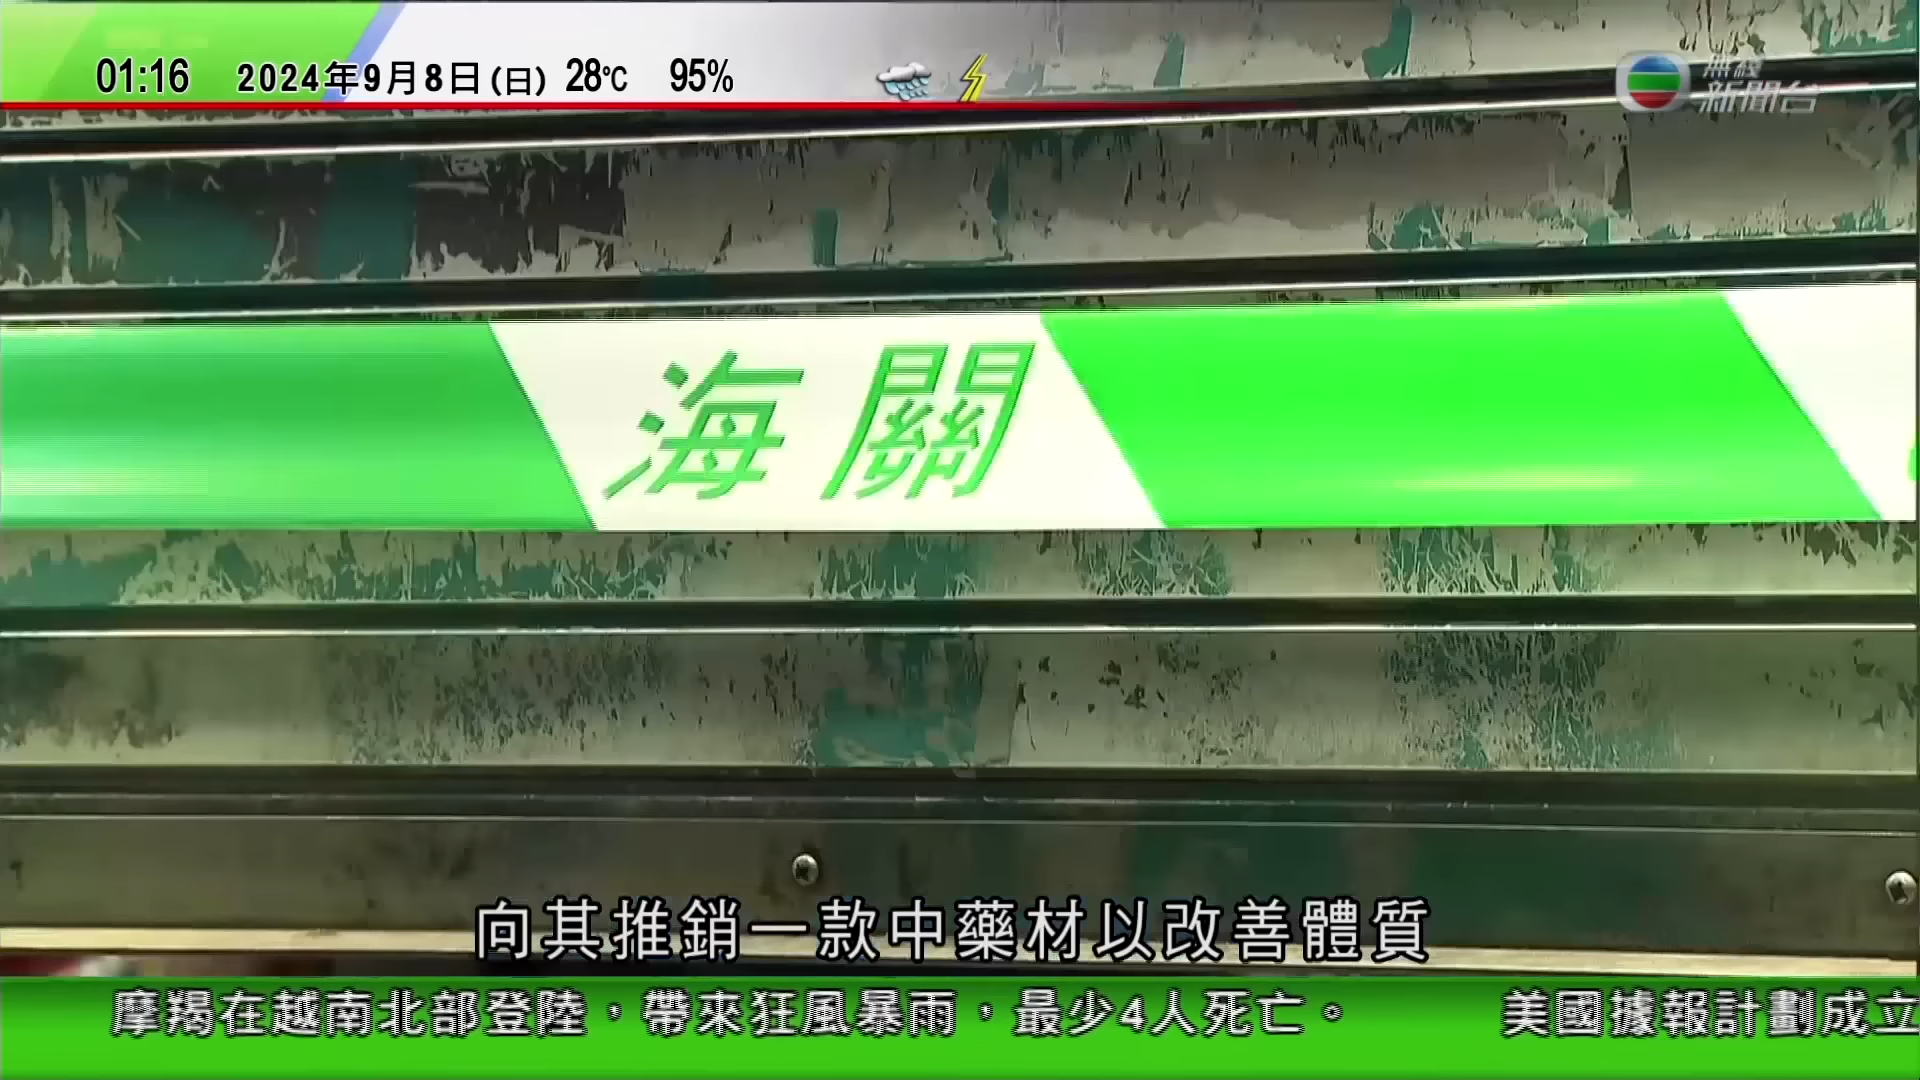 01:16 2024年9月8日(日) 28℃ 95%
無綫
新聞台
海關
向其推銷一款中藥材以改善體質
摩羯在越南北部登陸，帶來狂風暴雨，最少4人死亡。 美國據報計劃成立